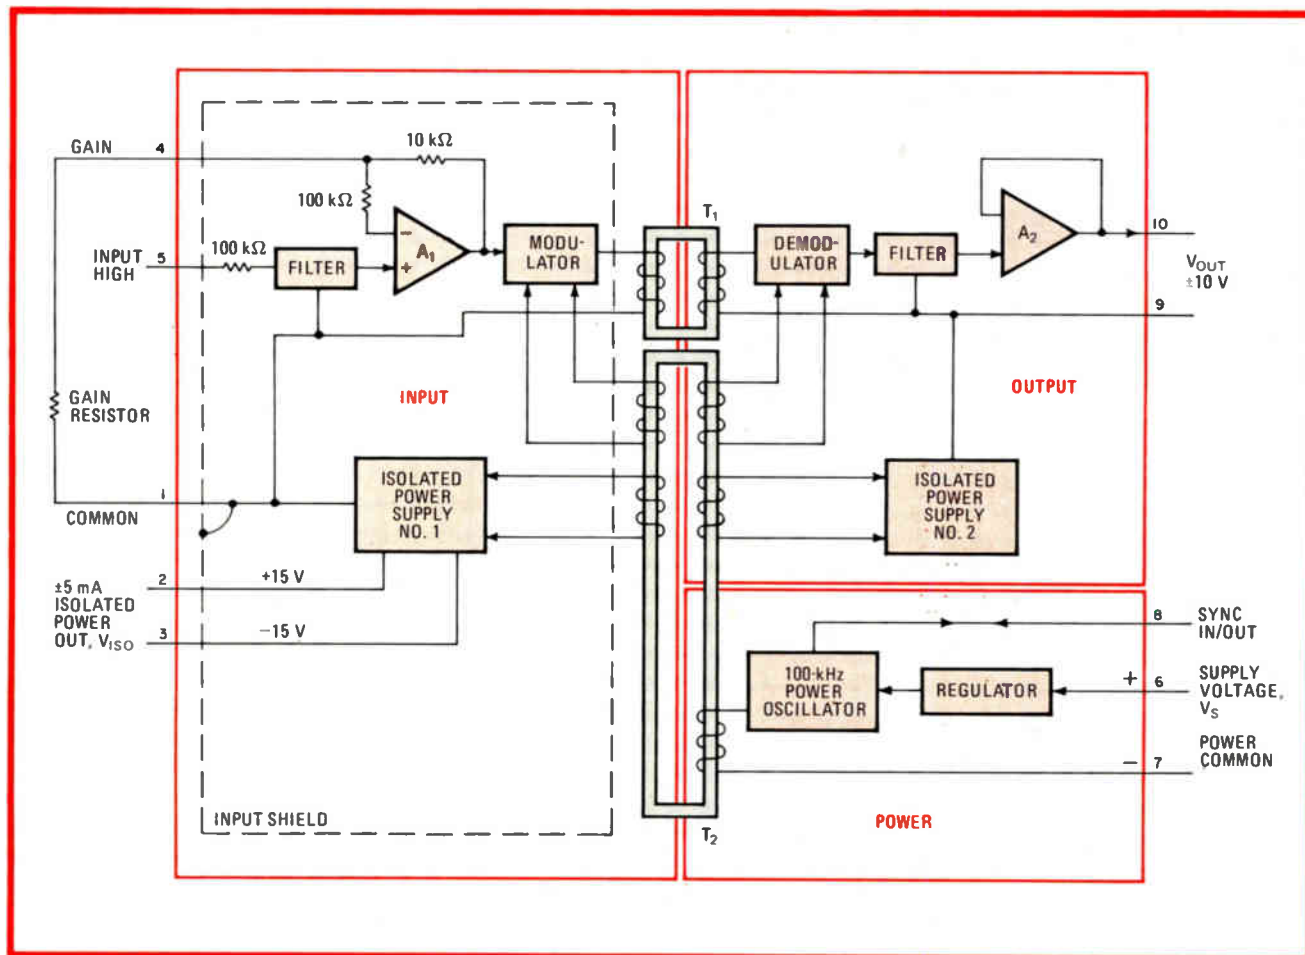 GAIN 4
10 kΩ
100 kΩ
INPUT
HIGH
5
100 kΩ
FILTER
A1
MODU-
LATOR
T1
DEMOD-
ULATOR
FILTER
A2
10
VOUT
±10 V
9
GAIN
RESISTOR
INPUT
OUTPUT
1
COMMON
ISOLATED
POWER
SUPPLY
NO. 1
ISOLATED
POWER
SUPPLY
NO. 2
±5 mA
ISOLATED
POWER
OUT, VISO
2
+15 V
3
−15 V
8
SYNC
IN/OUT
100-kHz
POWER
OSCILLATOR
REGULATOR
+ 6
SUPPLY
VOLTAGE,
VS
POWER
COMMON
− 7
INPUT SHIELD
T2
POWER